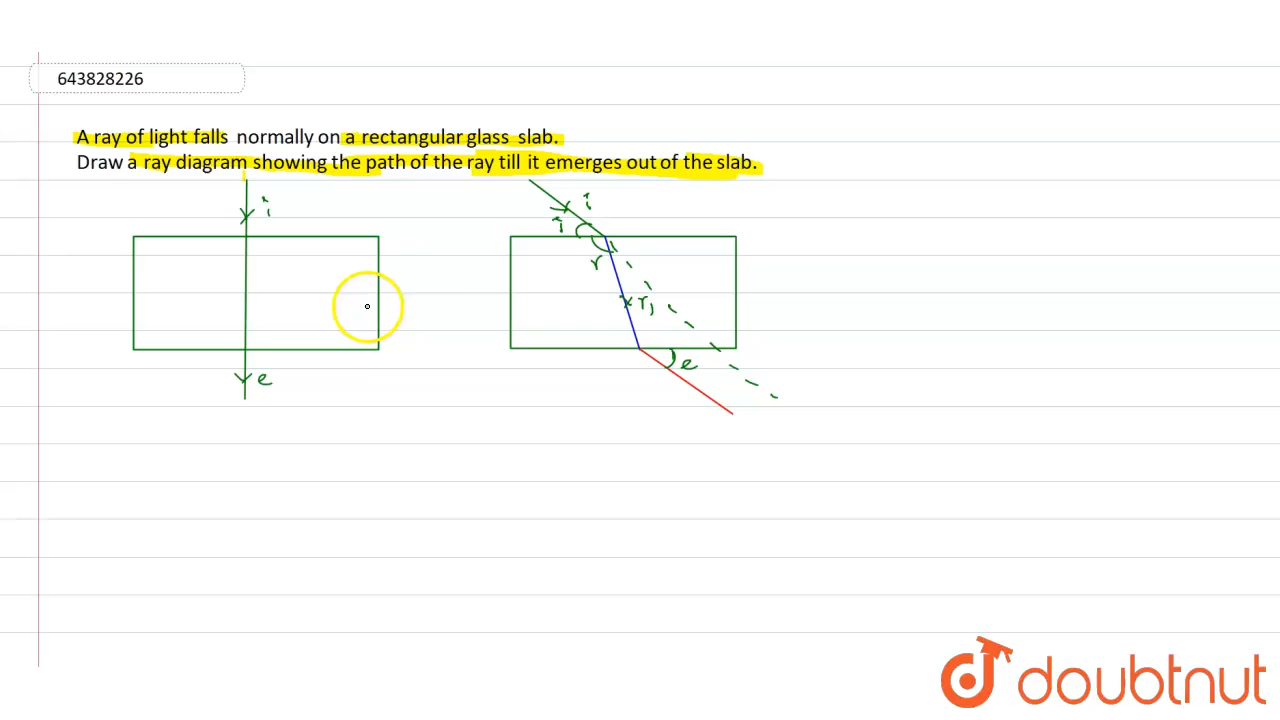 643828226
A ray of light falls normally on a rectangular glass slab.
Draw a ray diagram showing the path of the ray till it emerges out of the slab.
i
e
i
i
r
r₁
e
doubtnut